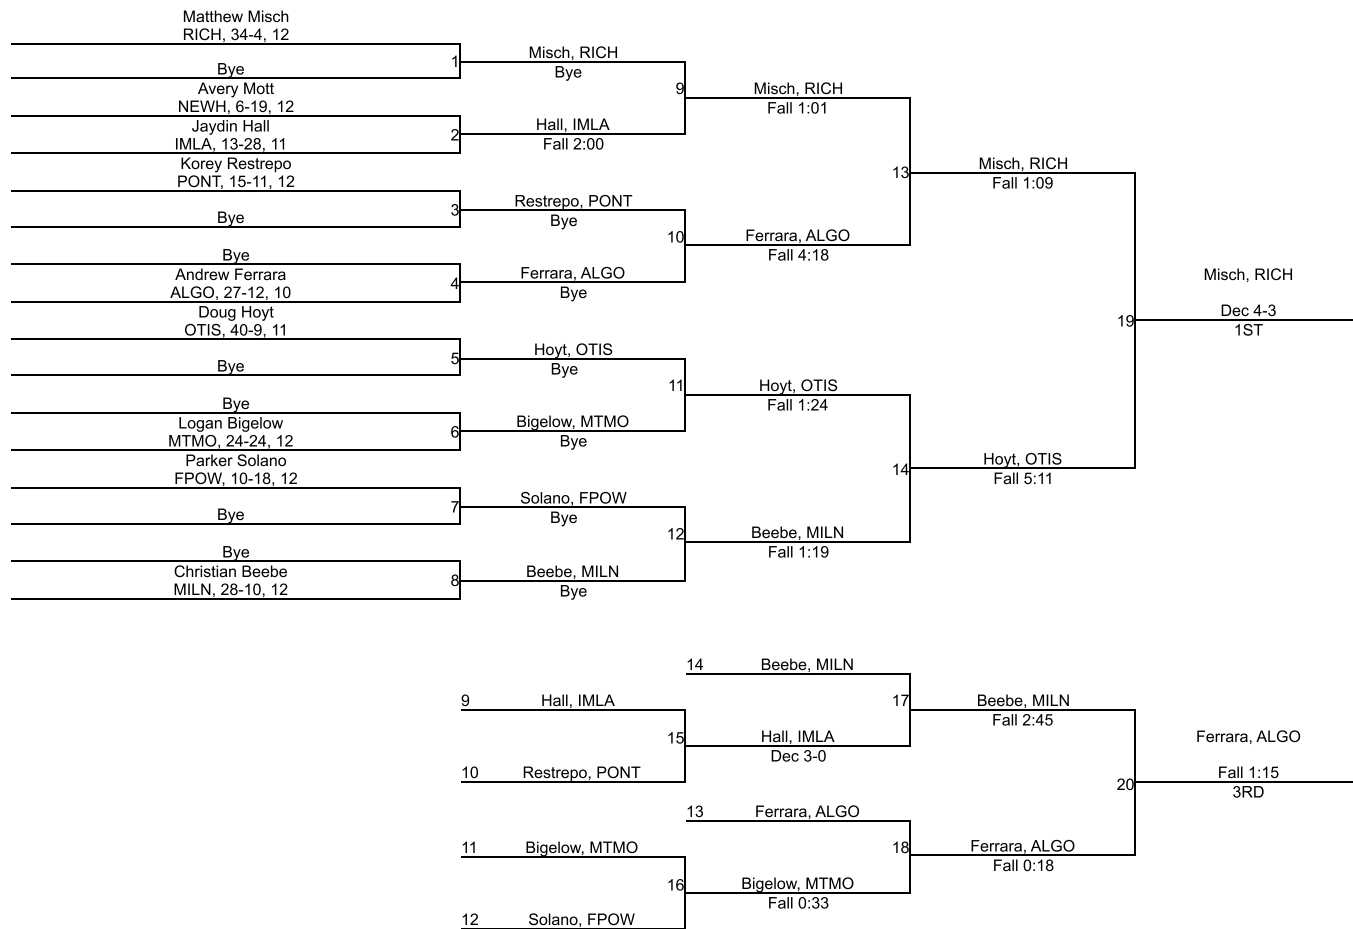 Matthew Misch
RICH, 34-4, 12
Bye
1
Avery Mott
NEWH, 6-19, 12
Jaydin Hall
IMLA, 13-28, 11
2
Korey Restrepo
PONT, 15-11, 12
Bye
3
Bye
Andrew Ferrara
ALGO, 27-12, 10
4
Doug Hoyt
OTIS, 40-9, 11
Bye
5
Bye
Logan Bigelow
MTMO, 24-24, 12
6
Parker Solano
FPOW, 10-18, 12
Bye
7
Bye
Christian Beebe
MILN, 28-10, 12
8
Misch, RICH
Bye
9
Hall, IMLA
Fall 2:00
Restrepo, PONT
Bye
10
Ferrara, ALGO
Bye
Hoyt, OTIS
Bye
11
Bigelow, MTMO
Bye
Solano, FPOW
Bye
12
Beebe, MILN
Bye
Misch, RICH
Fall 1:01
13
Ferrara, ALGO
Fall 4:18
Hoyt, OTIS
Fall 1:24
14
Beebe, MILN
Fall 1:19
Misch, RICH
Fall 1:09
19
Hoyt, OTIS
Fall 5:11
Misch, RICH
Dec 4-3
1ST
9 Hall, IMLA
15
10 Restrepo, PONT
11 Bigelow, MTMO
16
12 Solano, FPOW
14 Beebe, MILN
17
Hall, IMLA
Dec 3-0
13 Ferrara, ALGO
18
Bigelow, MTMO
Fall 0:33
Beebe, MILN
Fall 2:45
20
Ferrara, ALGO
Fall 0:18
Ferrara, ALGO
Fall 1:15
3RD